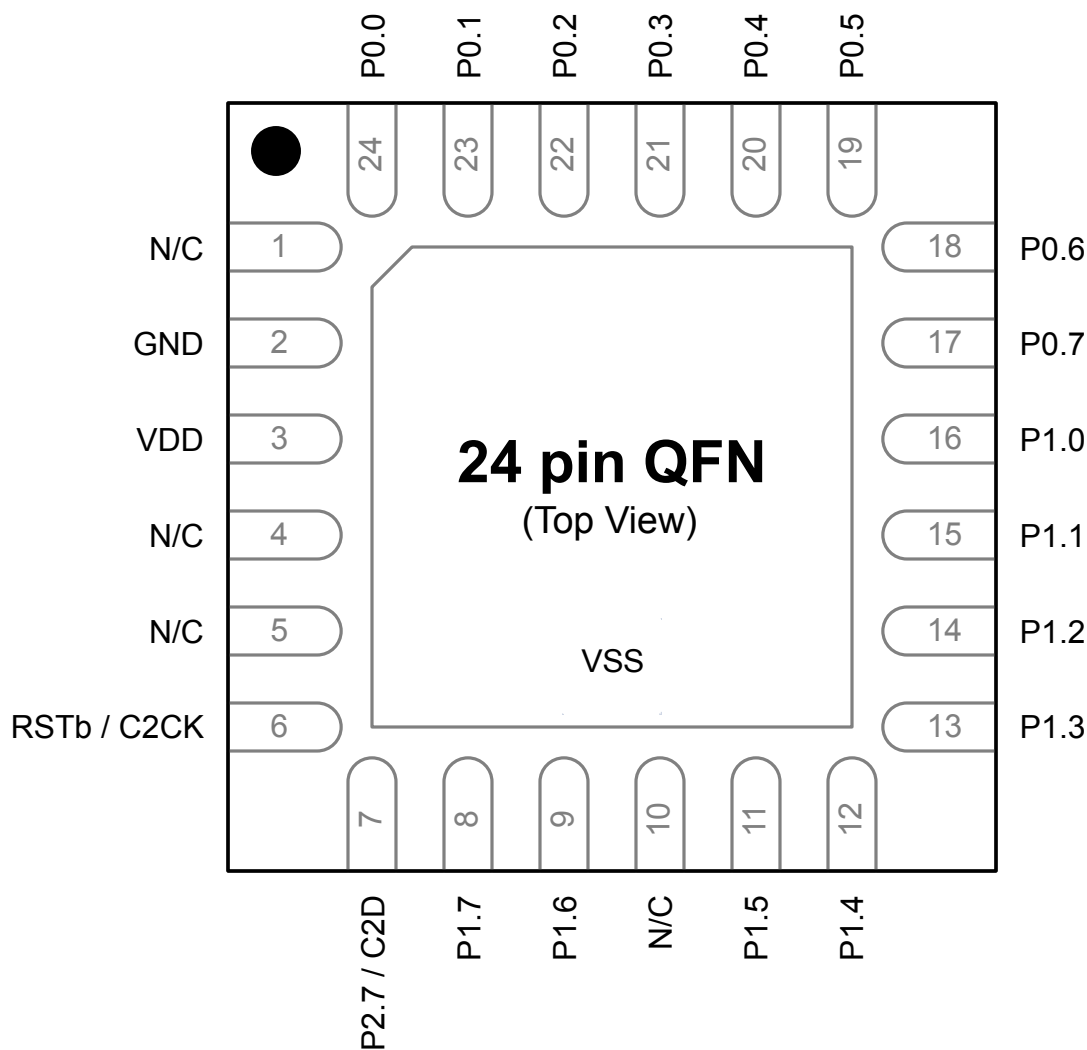 P0.0
P0.1
P0.2
P0.3
P0.4
P0.5
24
23
22
21
20
19
N/C 1
18 P0.6
GND 2
17 P0.7
VDD 3
16 P1.0
24 pin QFN
(Top View)
N/C 4
15 P1.1
N/C 5
14 P1.2
VSS
RSTb / C2CK 6
13 P1.3
7
8
9
10
11
12
P2.7 / C2D
P1.7
P1.6
N/C
P1.5
P1.4